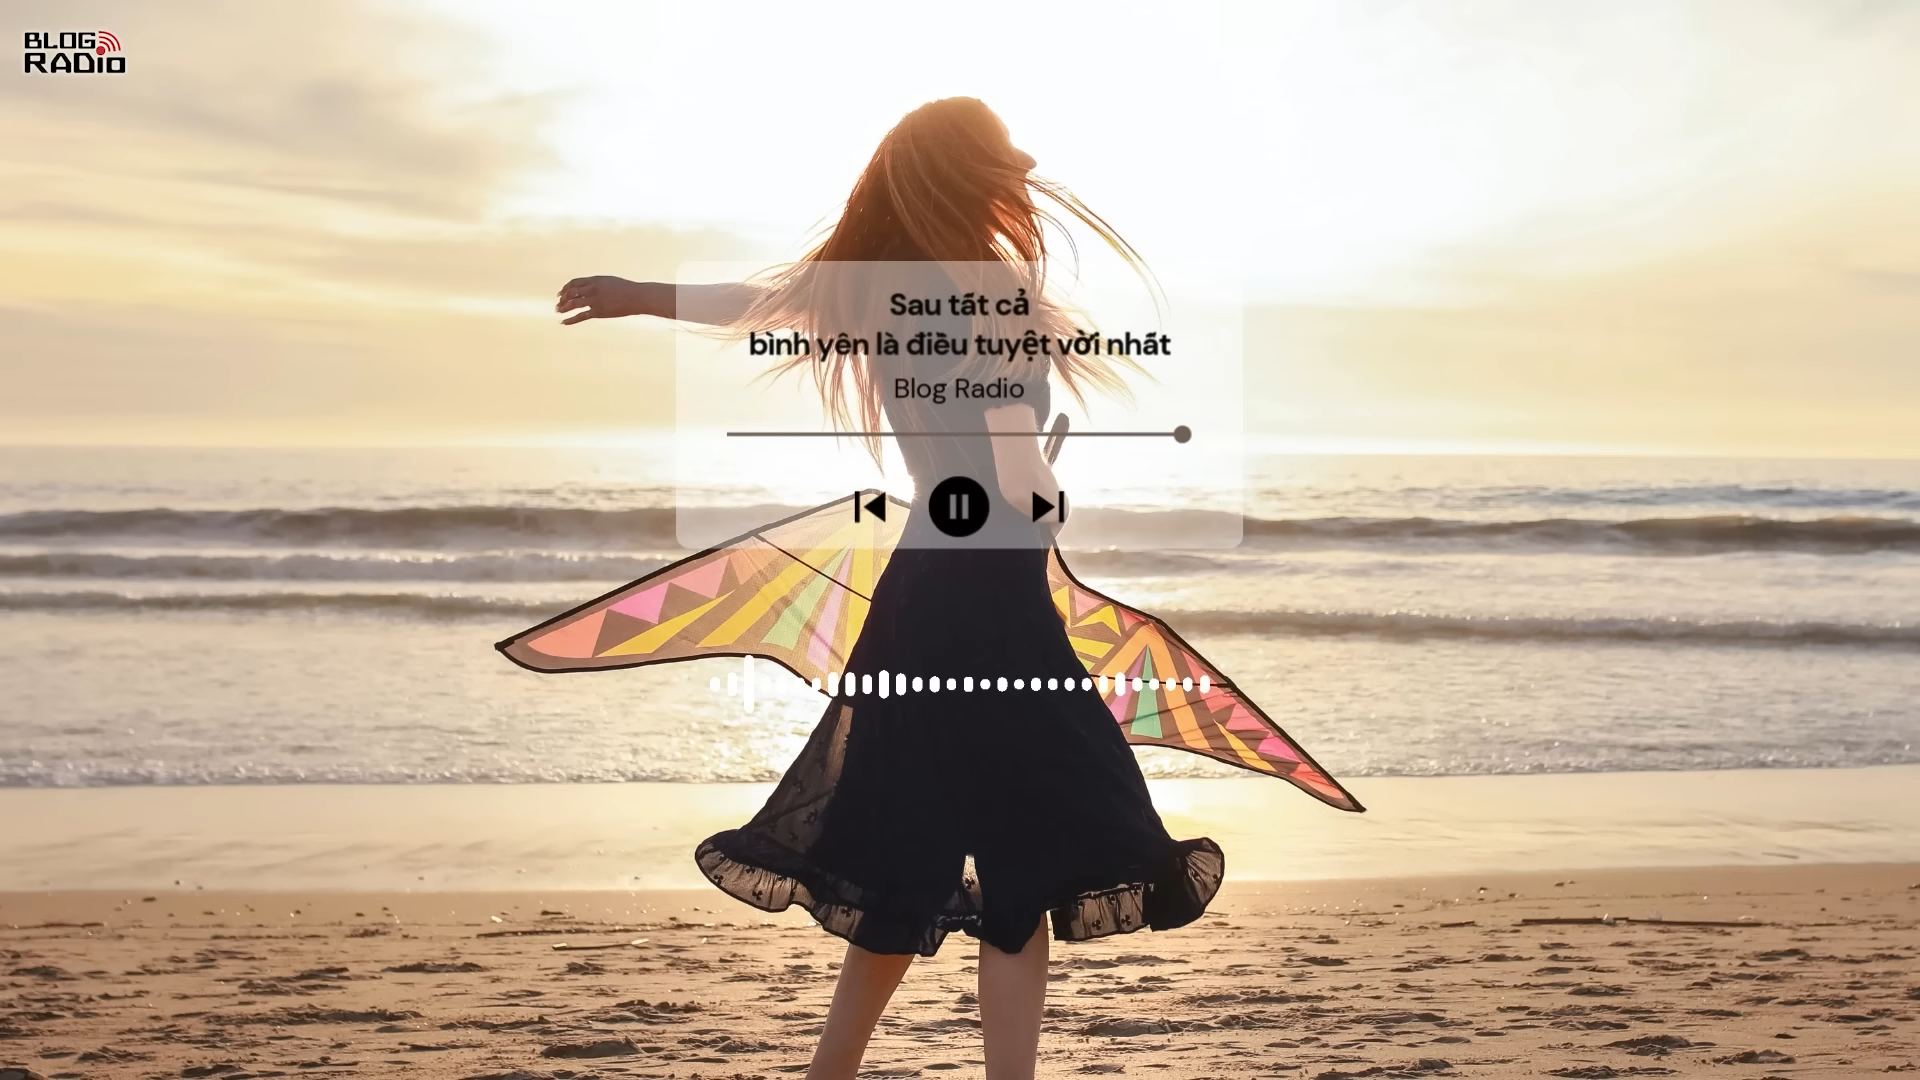 BLOG
RADIO
Sau tất cả
bình yên là điều tuyệt vời nhất
Blog Radio